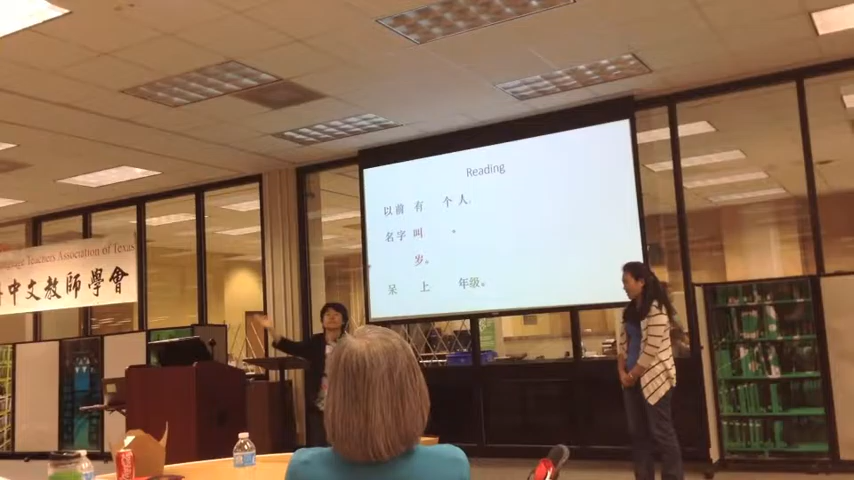 Reading
以前 有 个 人
名字 叫 。
岁。
呆 上 年级。
Language Teachers Association of Texas
中文教師學會